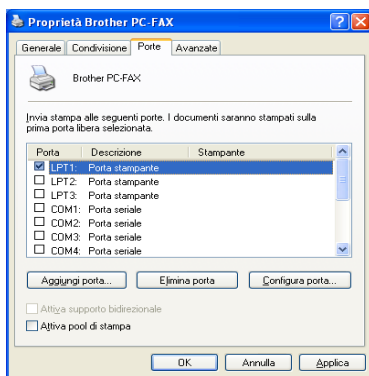 Proprietà Brother PC-FAX
Generale Condivisione Porte Avanzate
Brother PC-FAX
Invia stampa alle seguenti porte. I documenti saranno stampati sulla
prima porta libera selezionata.
Porta Descrizione Stampante
LPT1: Porta stampante
LPT2: Porta stampante
LPT3: Porta stampante
COM1: Porta seriale
COM2: Porta seriale
COM3: Porta seriale
COM4: Porta seriale
Aggiungi porta... Elimina porta Configura porta...
Attiva supporto bidirezionale
Attiva pool di stampa
OK Annulla Applica